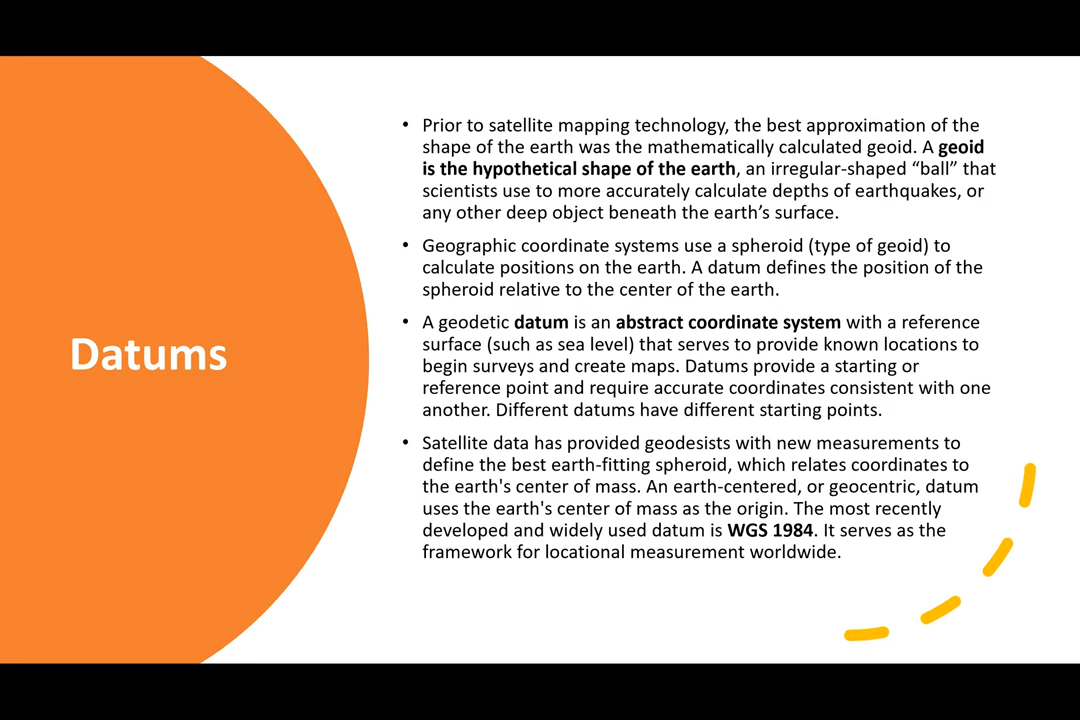 Datums
• Prior to satellite mapping technology, the best approximation of the
shape of the earth was the mathematically calculated geoid. A geoid
is the hypothetical shape of the earth, an irregular-shaped “ball” that
scientists use to more accurately calculate depths of earthquakes, or
any other deep object beneath the earth’s surface.
• Geographic coordinate systems use a spheroid (type of geoid) to
calculate positions on the earth. A datum defines the position of the
spheroid relative to the center of the earth.
• A geodetic datum is an abstract coordinate system with a reference
surface (such as sea level) that serves to provide known locations to
begin surveys and create maps. Datums provide a starting or
reference point and require accurate coordinates consistent with one
another. Different datums have different starting points.
• Satellite data has provided geodesists with new measurements to
define the best earth-fitting spheroid, which relates coordinates to
the earth's center of mass. An earth-centered, or geocentric, datum
uses the earth's center of mass as the origin. The most recently
developed and widely used datum is WGS 1984. It serves as the
framework for locational measurement worldwide.